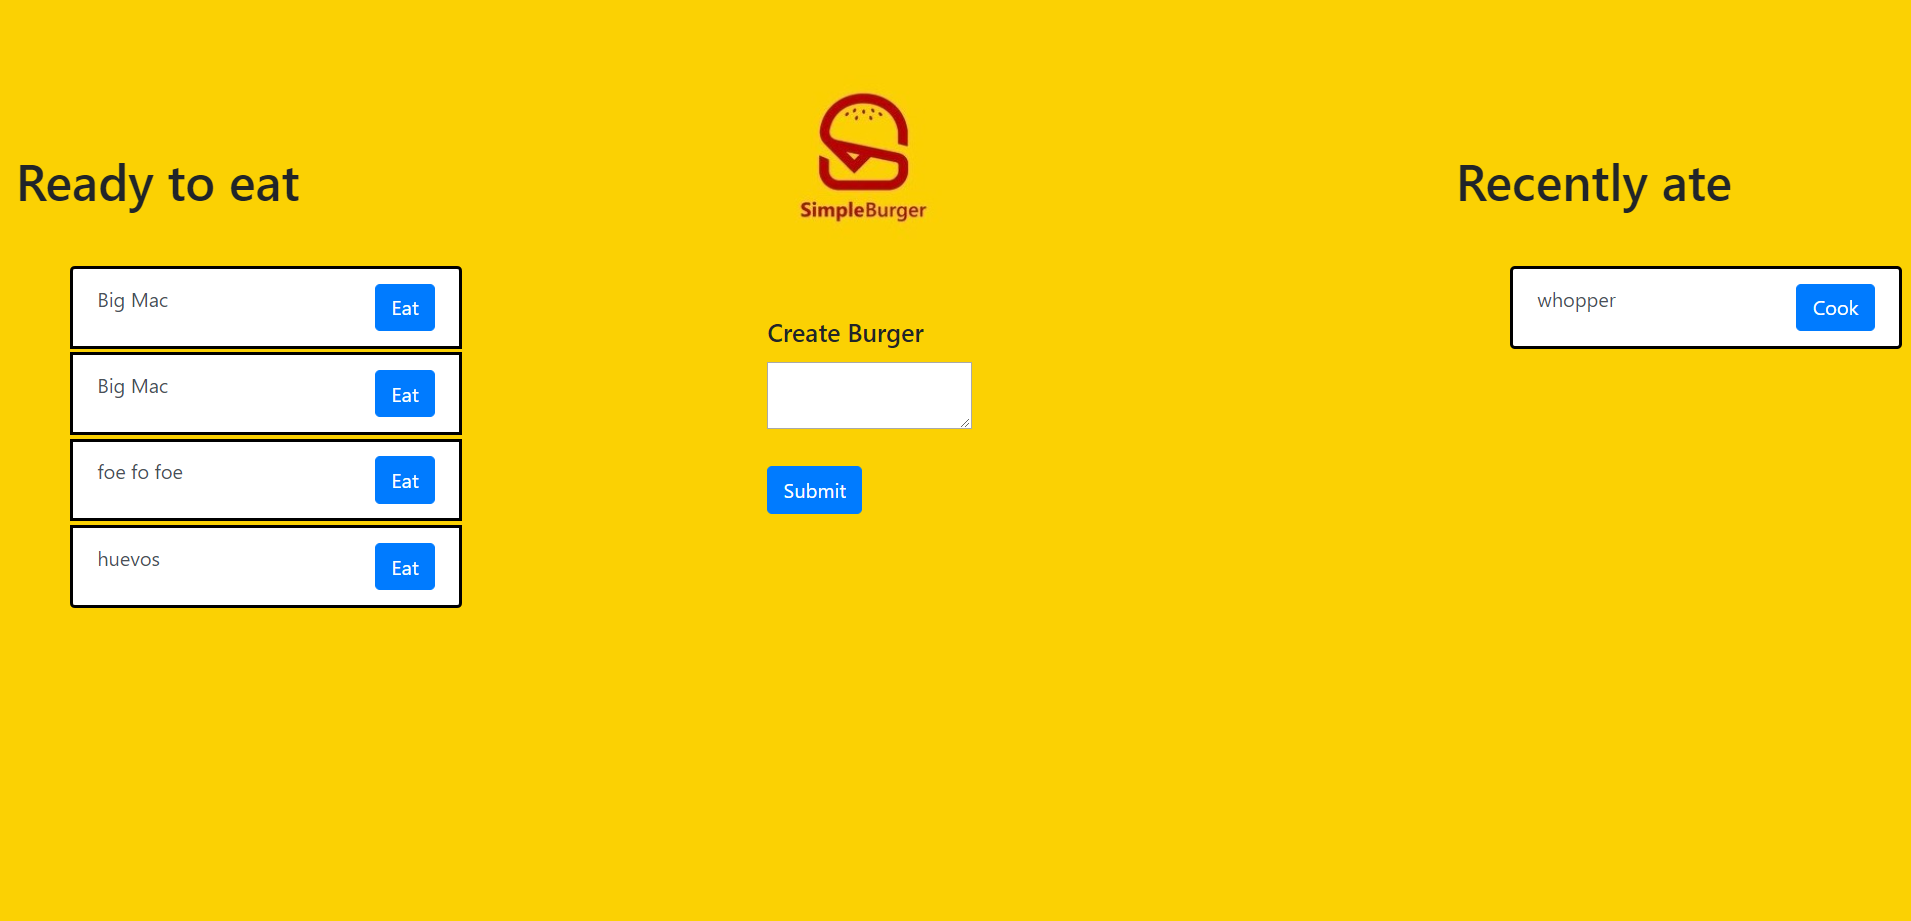 Ready to eat
Big Mac
Eat
Big Mac
Eat
foe fo foe
Eat
huevos
Eat
SimpleBurger
Create Burger
Submit
Recently ate
whopper
Cook